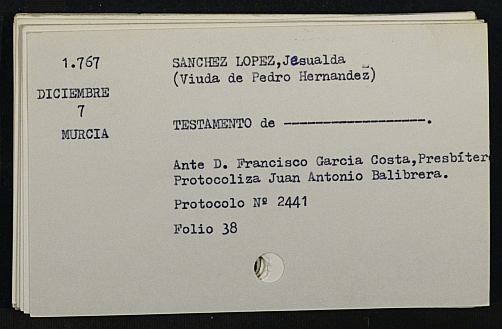 1.767
DICIEMBRE
7
MURCIA
SANCHEZ LOPEZ,Jesualda
(Viuda de Pedro Hernandez)
TESTAMENTO de ------------------.
Ante D. Francisco Garcia Costa,Presbíter
Protocoliza Juan Antonio Balibrera.
Protocolo Nº 2441
Folio 38